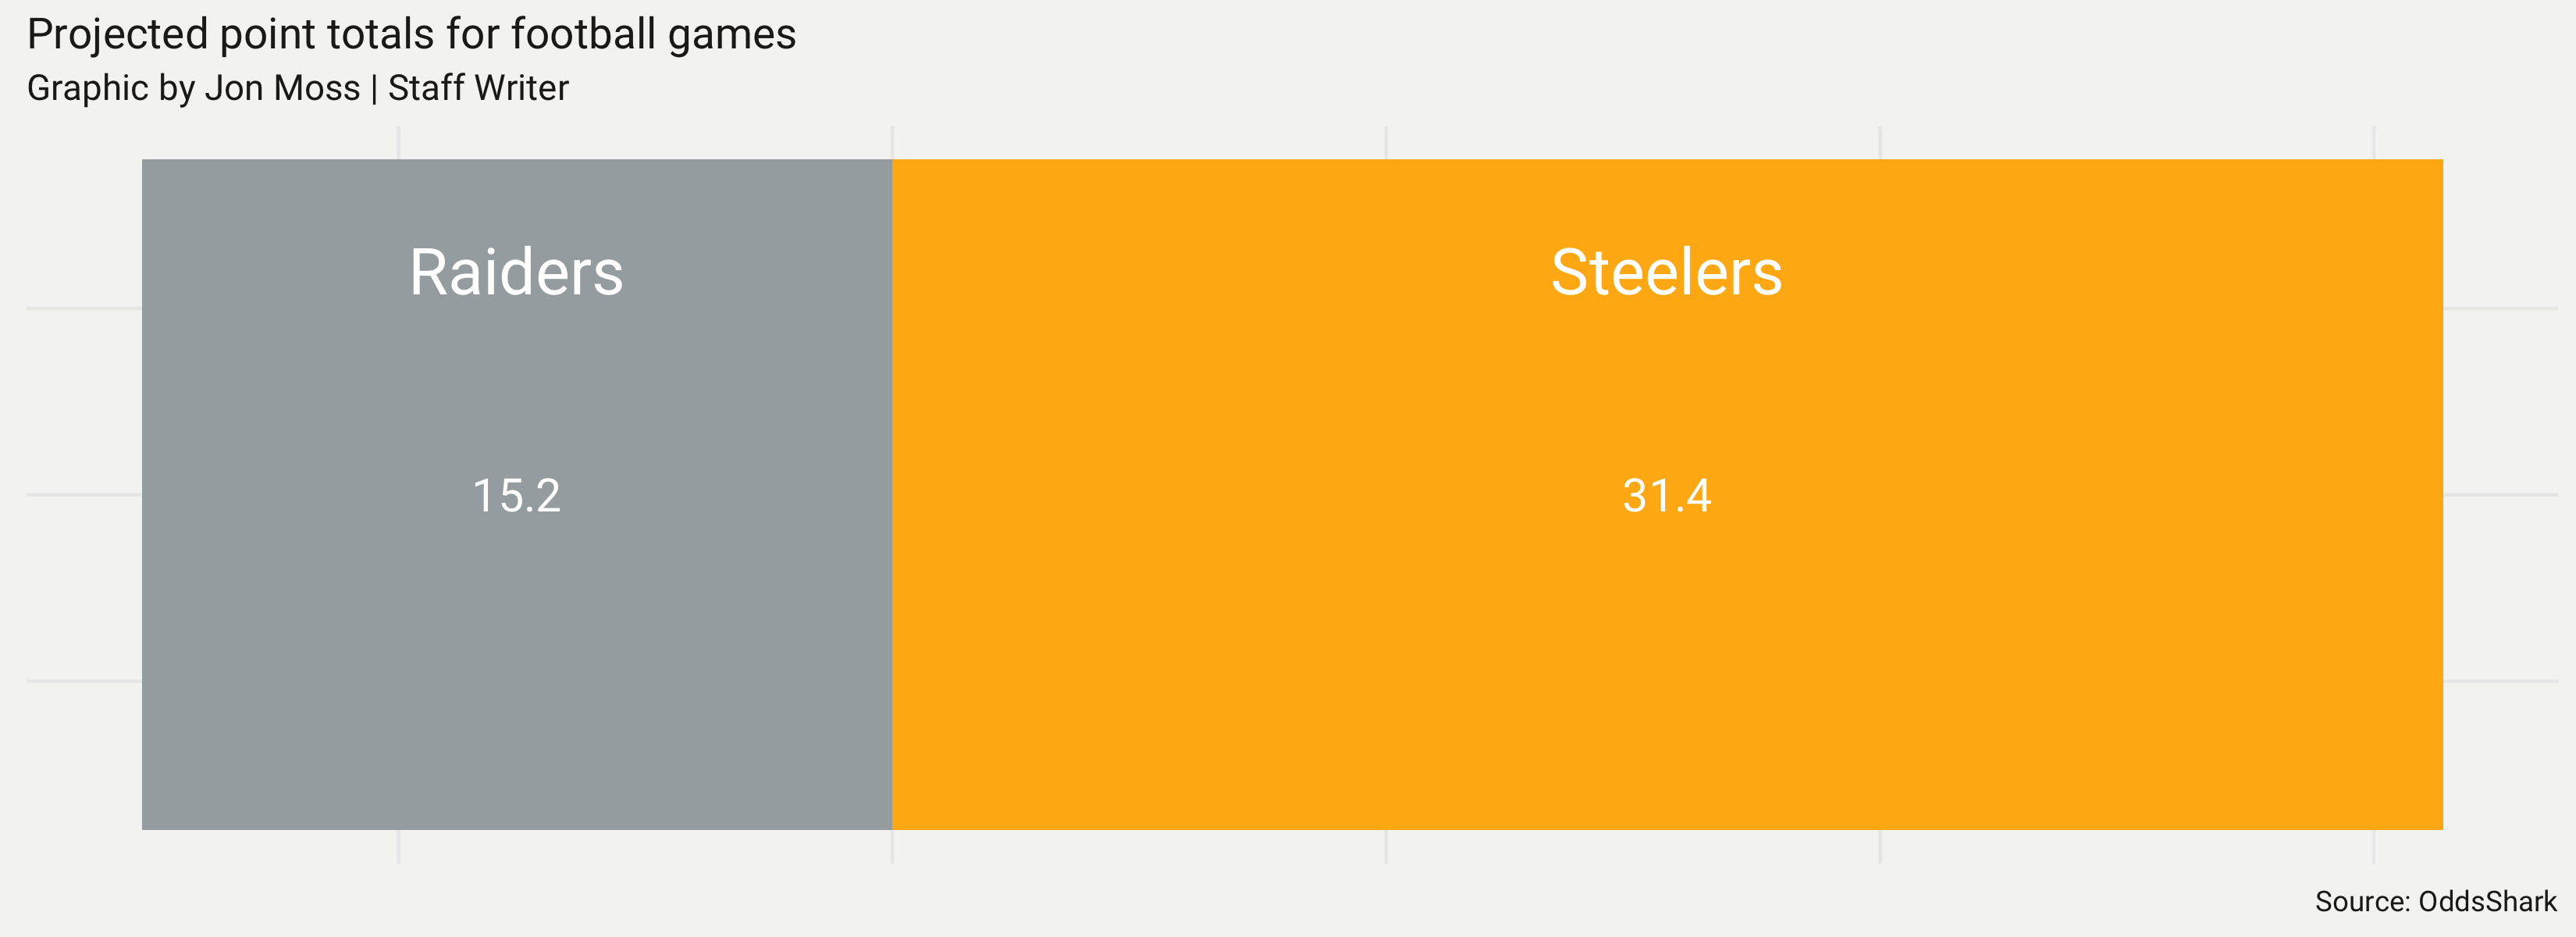 Projected point totals for football games
Graphic by Jon Moss | Staff Writer
Raiders
Steelers
15.2
31.4
Source: OddsShark